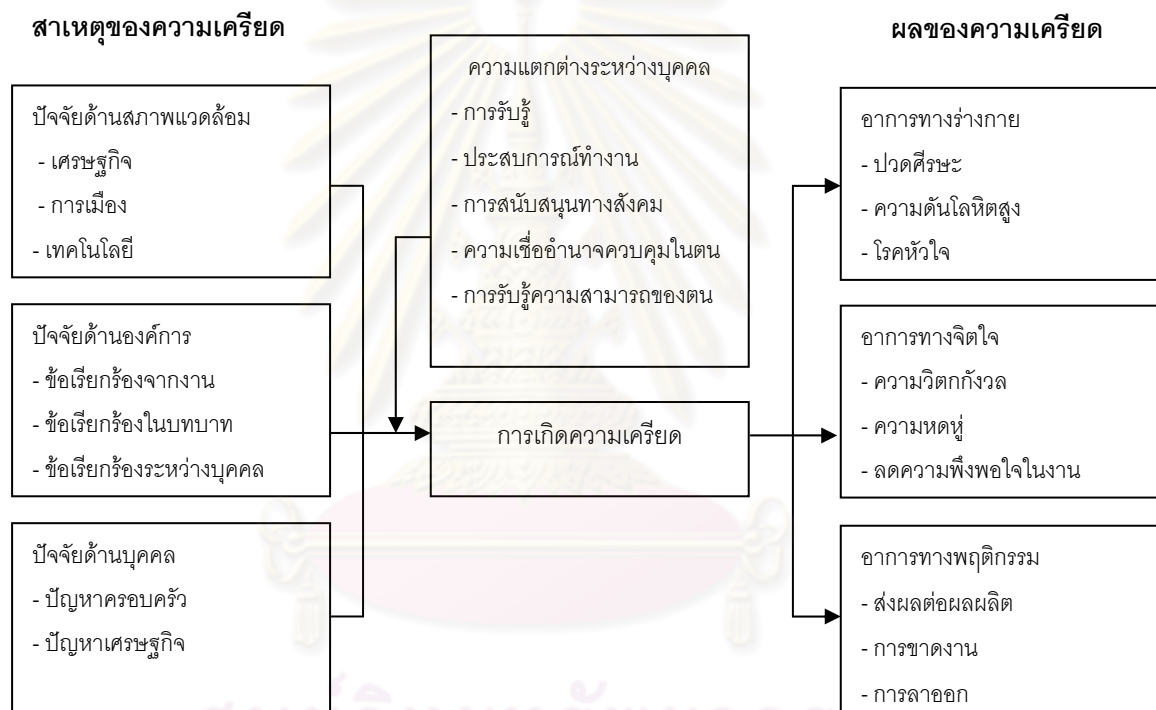 สาเหตุของความเครียด
ปัจจัยด้านสภาพแวดล้อม
- เศรษฐกิจ
- การเมือง
- เทคโนโลยี
ปัจจัยด้านองค์การ
- ข้อเรียกร้องจากงาน
- ข้อเรียกร้องในบทบาท
- ข้อเรียกร้องระหว่างบุคคล
ปัจจัยด้านบุคคล
- ปัญหาครอบครัว
- ปัญหาเศรษฐกิจ
ความแตกต่างระหว่างบุคคล
- การรับรู้
- ประสบการณ์ทำงาน
- การสนับสนุนทางสังคม
- ความเชื่ออำนาจควบคุมในตน
- การรับรู้ความสามารถของตน
การเกิดความเครียด
ผลของความเครียด
อาการทางร่างกาย
- ปวดศีรษะ
- ความดันโลหิตสูง
- โรคหัวใจ
อาการทางจิตใจ
- ความวิตกกังวล
- ความหดหู่
- ลดความพึงพอใจในงาน
อาการทางพฤติกรรม
- ส่งผลต่อผลผลิต
- การขาดงาน
- การลาออก